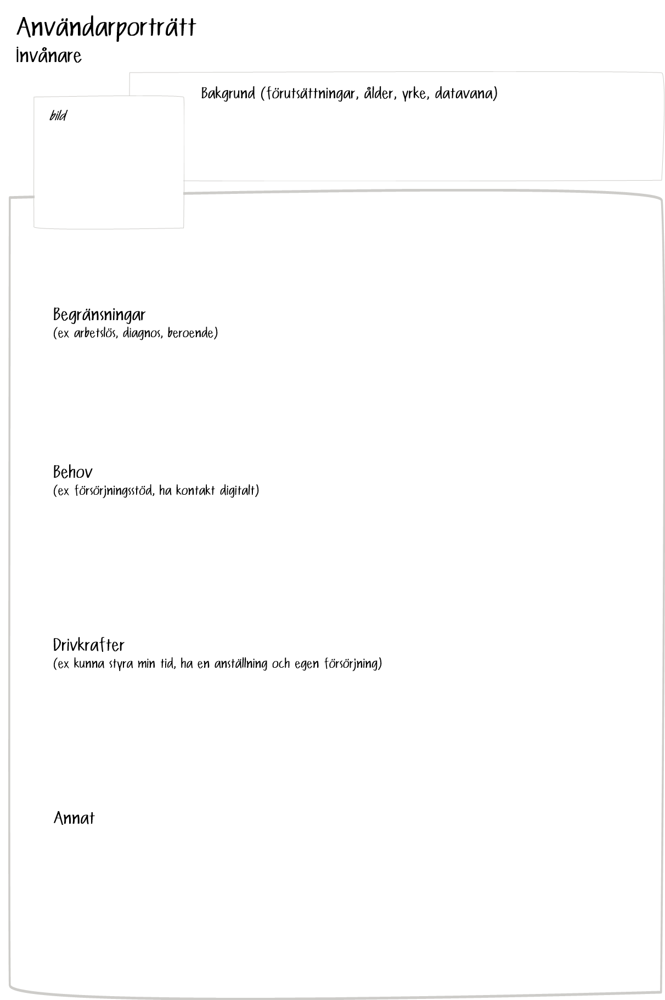 Användarporträtt
Invånare
Bakgrund (förutsättningar, ålder, yrke, datavana)
bild
Begränsningar
(ex arbetslös, diagnos, beroende)
Behov
(ex försörjningsstöd, ha kontakt digitalt)
Drivkrafter
(ex kunna styra min tid, ha en anställning och egen försörjning)
Annat